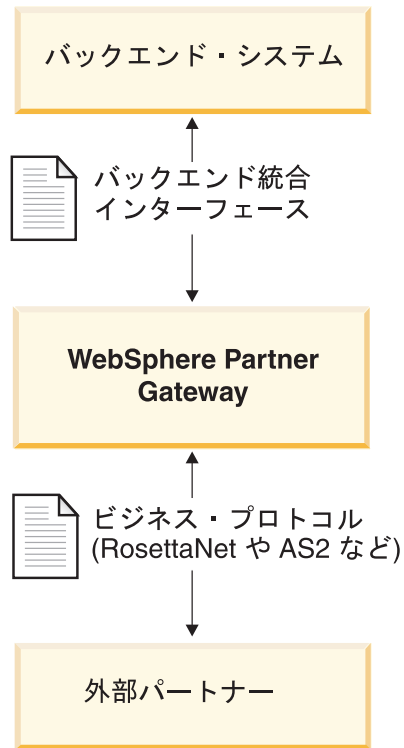 バックエンド・システム
バックエンド統合
インターフェース
WebSphere Partner
Gateway
ビジネス・プロトコル
(RosettaNet や AS2 など)
外部パートナー